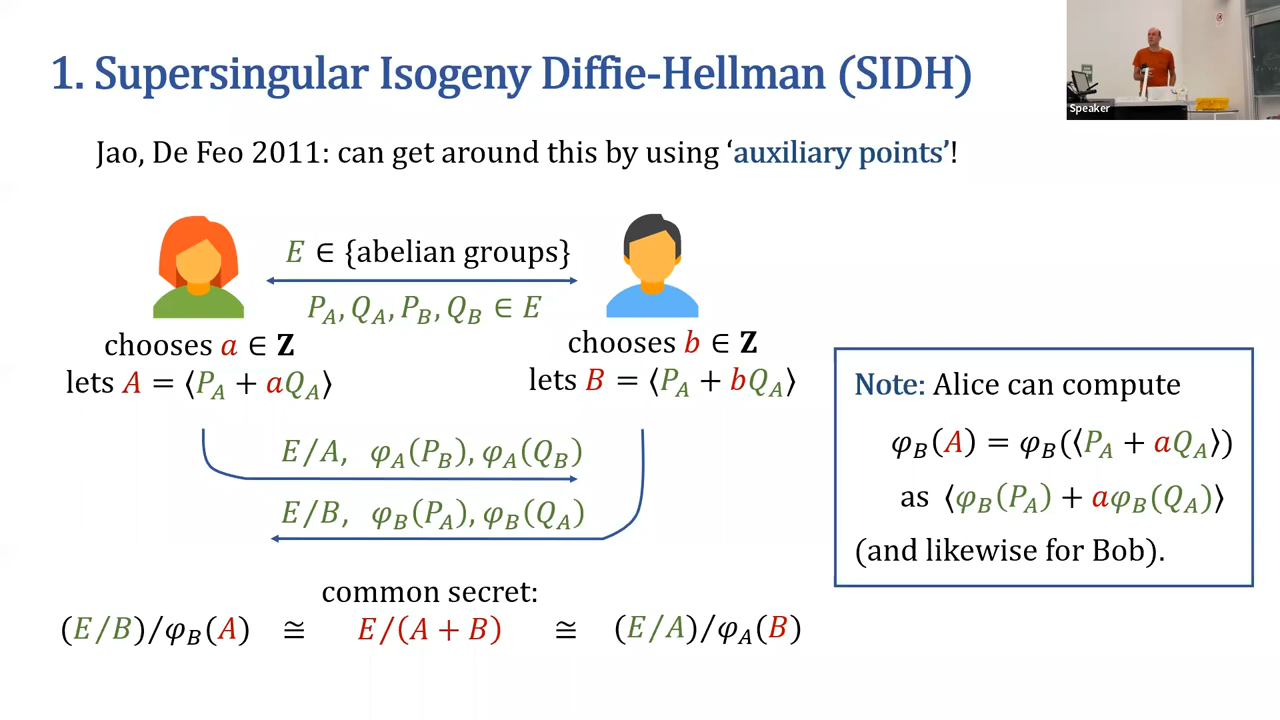 1. Supersingular Isogeny Diffie-Hellman (SIDH)
Speaker
Jao, De Feo 2011: can get around this by using ‘auxiliary points’!
E ∈ {abelian groups}
P_A, Q_A, P_B, Q_B ∈ E
chooses a ∈ Z
lets A = ⟨P_A + aQ_A⟩
chooses b ∈ Z
lets B = ⟨P_A + bQ_A⟩
E/A, φ_A(P_B), φ_A(Q_B)
E/B, φ_B(P_A), φ_B(Q_A)
common secret:
(E/B)/φ_B(A) ≅ E/(A + B) ≅ (E/A)/φ_A(B)
Note: Alice can compute
φ_B(A) = φ_B(⟨P_A + aQ_A⟩)
as ⟨φ_B(P_A) + aφ_B(Q_A)⟩
(and likewise for Bob).